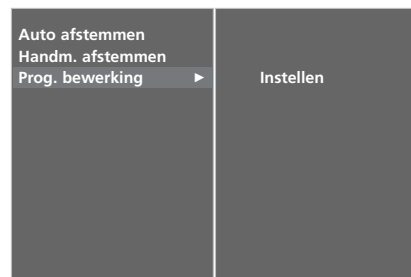 Auto afstemmen
Handm. afstemmen
Prog. bewerking ►
Instellen